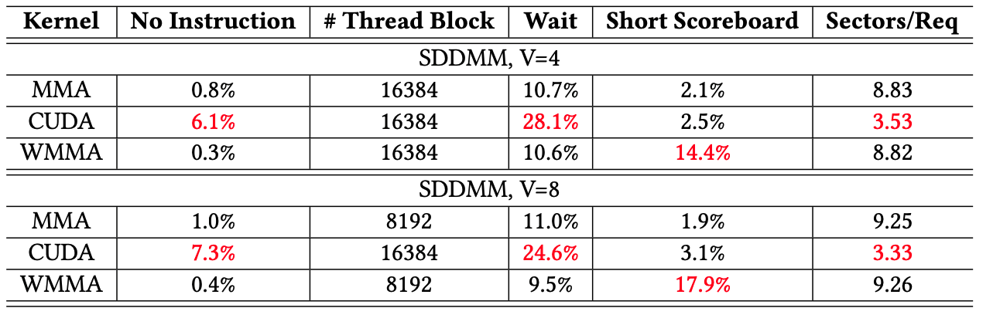 Kernel No Instruction # Thread Block Wait Short Scoreboard Sectors/Req
SDDMM, V=4
MMA 0.8% 16384 10.7% 2.1% 8.83
CUDA 6.1% 16384 28.1% 2.5% 3.53
WMMA 0.3% 16384 10.6% 14.4% 8.82
SDDMM, V=8
MMA 1.0% 8192 11.0% 1.9% 9.25
CUDA 7.3% 16384 24.6% 3.1% 3.33
WMMA 0.4% 8192 9.5% 17.9% 9.26